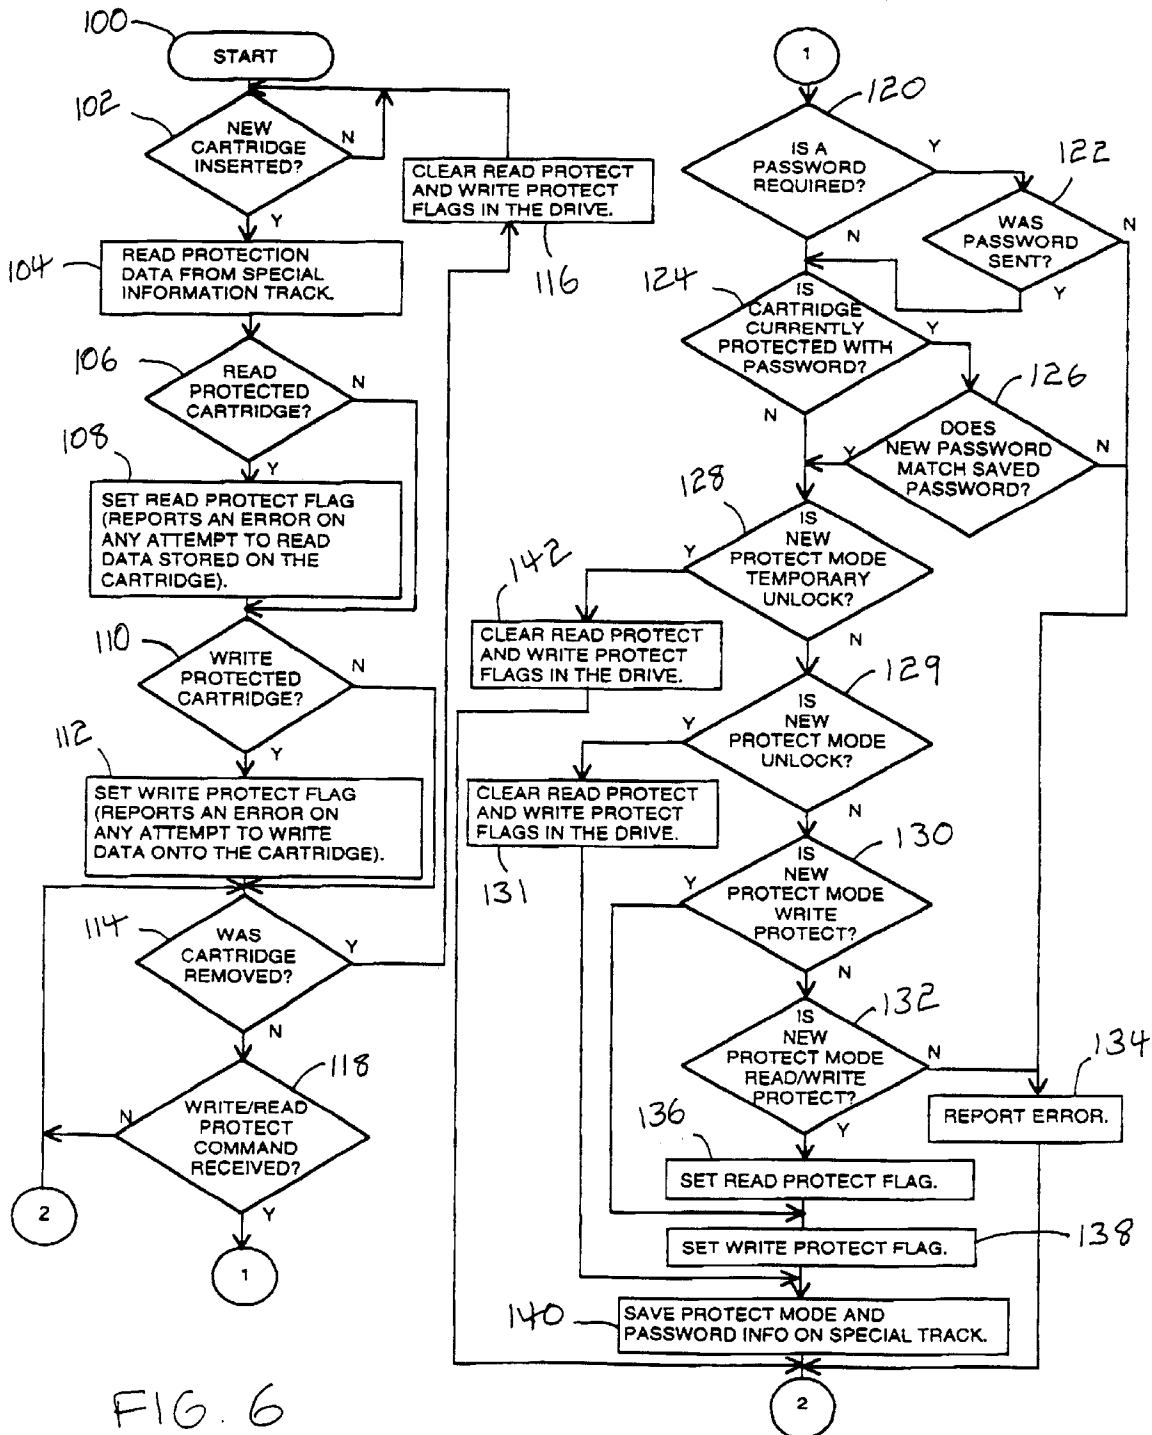 100
START
102
NEW
CARTRIDGE
INSERTED?
N
Y
CLEAR READ PROTECT
AND WRITE PROTECT
FLAGS IN THE DRIVE.
116
104
READ PROTECTION
DATA FROM SPECIAL
INFORMATION TRACK.
106
READ
PROTECTED
CARTRIDGE?
N
Y
108
SET READ PROTECT FLAG
(REPORTS AN ERROR ON
ANY ATTEMPT TO READ
DATA STORED ON THE
CARTRIDGE).
110
WRITE
PROTECTED
CARTRIDGE?
N
Y
112
SET WRITE PROTECT FLAG
(REPORTS AN ERROR ON
ANY ATTEMPT TO WRITE
DATA ONTO THE CARTRIDGE).
114
WAS
CARTRIDGE
REMOVED?
Y
N
118
WRITE/READ
PROTECT
COMMAND
RECEIVED?
N
Y
2
1
1
120
IS A
PASSWORD
REQUIRED?
Y
N
122
WAS
PASSWORD
SENT?
N
Y
124
IS
CARTRIDGE
CURRENTLY
PROTECTED WITH
PASSWORD?
Y
N
126
DOES
NEW PASSWORD
MATCH SAVED
PASSWORD?
Y
N
128
IS
NEW
PROTECT MODE
TEMPORARY
UNLOCK?
Y
N
142
CLEAR READ PROTECT
AND WRITE PROTECT
FLAGS IN THE DRIVE.
129
IS
NEW
PROTECT MODE
UNLOCK?
Y
N
CLEAR READ PROTECT
AND WRITE PROTECT
FLAGS IN THE DRIVE.
131
130
IS
NEW
PROTECT MODE
WRITE
PROTECT?
Y
N
132
IS
NEW
PROTECT MODE
READ/WRITE
PROTECT?
N
Y
134
REPORT ERROR.
136
SET READ PROTECT FLAG.
SET WRITE PROTECT FLAG.
138
140
SAVE PROTECT MODE AND
PASSWORD INFO ON SPECIAL TRACK.
2
FIG. 6